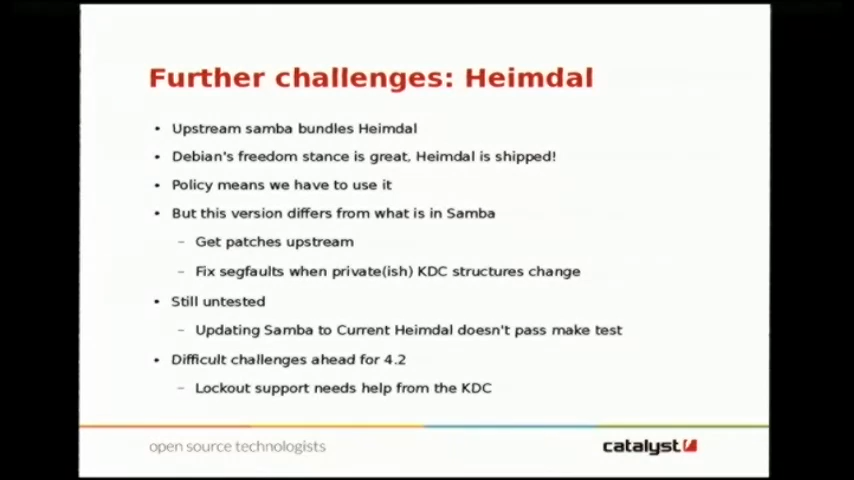 Further challenges: Heimdal
• Upstream samba bundles Heimdal
• Debian's freedom stance is great, Heimdal is shipped!
• Policy means we have to use it
• But this version differs from what is in Samba
– Get patches upstream
– Fix segfaults when private(ish) KDC structures change
• Still untested
– Updating Samba to Current Heimdal doesn't pass make test
• Difficult challenges ahead for 4.2
– Lockout support needs help from the KDC
open source technologists
catalyst